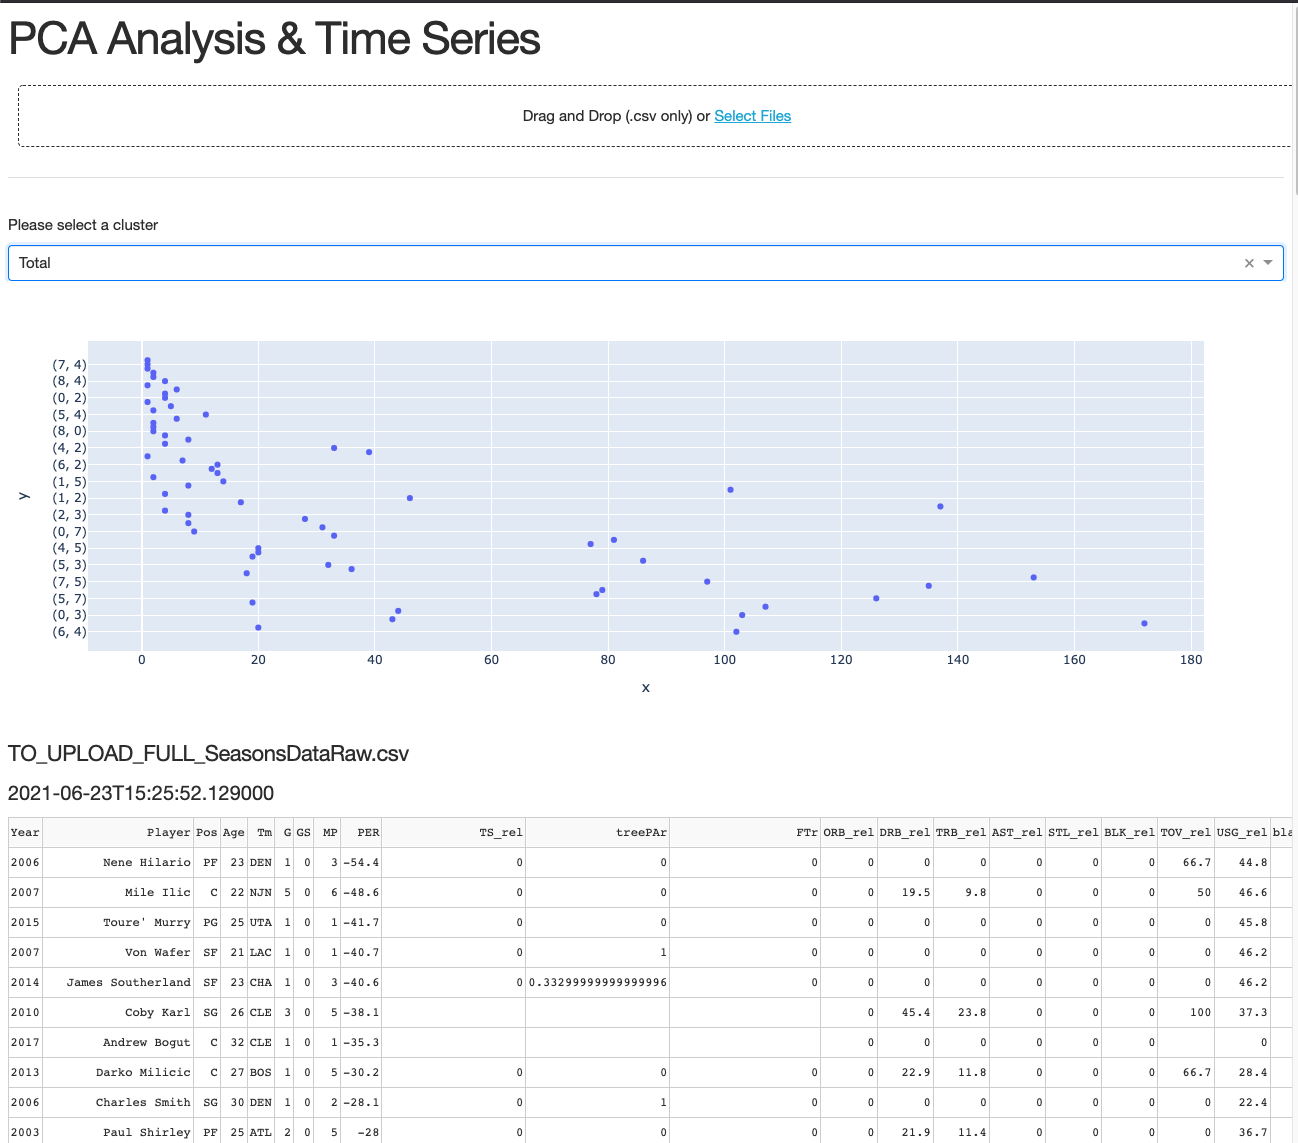 PCA Analysis & Time Series
Drag and Drop (.csv only) or Select Files
Please select a cluster
Total
(7, 4)
(8, 4)
(0, 2)
(5, 4)
(8, 0)
(4, 2)
(6, 2)
(1, 5)
(1, 2)
(2, 3)
(0, 7)
(4, 5)
(5, 3)
(7, 5)
(5, 7)
(0, 3)
(6, 4)
y
0 20 40 60 80 100 120 140 160 180
x
TO_UPLOAD_FULL_SeasonsDataRaw.csv
2021-06-23T15:25:52.129000
Year Player Pos Age Tm G GS MP PER TS_rel treePAr FTr ORB_rel DRB_rel TRB_rel AST_rel STL_rel BLK_rel TOV_rel USG_rel bla
2006 Nene Hilario PF 23 DEN 1 0 3 -54.4 0 0 0 0 0 0 0 0 0 66.7 44.8
2007 Mile Ilic C 22 NJN 5 0 6 -48.6 0 0 0 0 19.5 9.8 0 0 0 50 46.6
2015 Toure' Murry PG 25 UTA 1 0 1 -41.7 0 0 0 0 0 0 0 0 0 0 45.8
2007 Von Wafer SF 21 LAC 1 0 1 -40.7 0 1 0 0 0 0 0 0 0 0 46.2
2014 James Southerland SF 23 CHA 1 0 3 -40.6 0 0.33299999999999996 0 0 0 0 0 0 0 0 46.2
2010 Coby Karl SG 26 CLE 3 0 5 -38.1 0 45.4 23.8 0 0 0 100 37.3
2017 Andrew Bogut C 32 CLE 1 0 1 -35.3 0 0 0 0 0 0 0
2013 Darko Milicic C 27 BOS 1 0 5 -30.2 0 0 0 0 22.9 11.8 0 0 0 66.7 28.4
2006 Charles Smith SG 30 DEN 1 0 2 -28.1 0 1 0 0 0 0 0 0 0 0 22.4
2003 Paul Shirley PF 25 ATL 2 0 5 -28 0 0 0 0 21.9 11.4 0 0 0 0 36.7